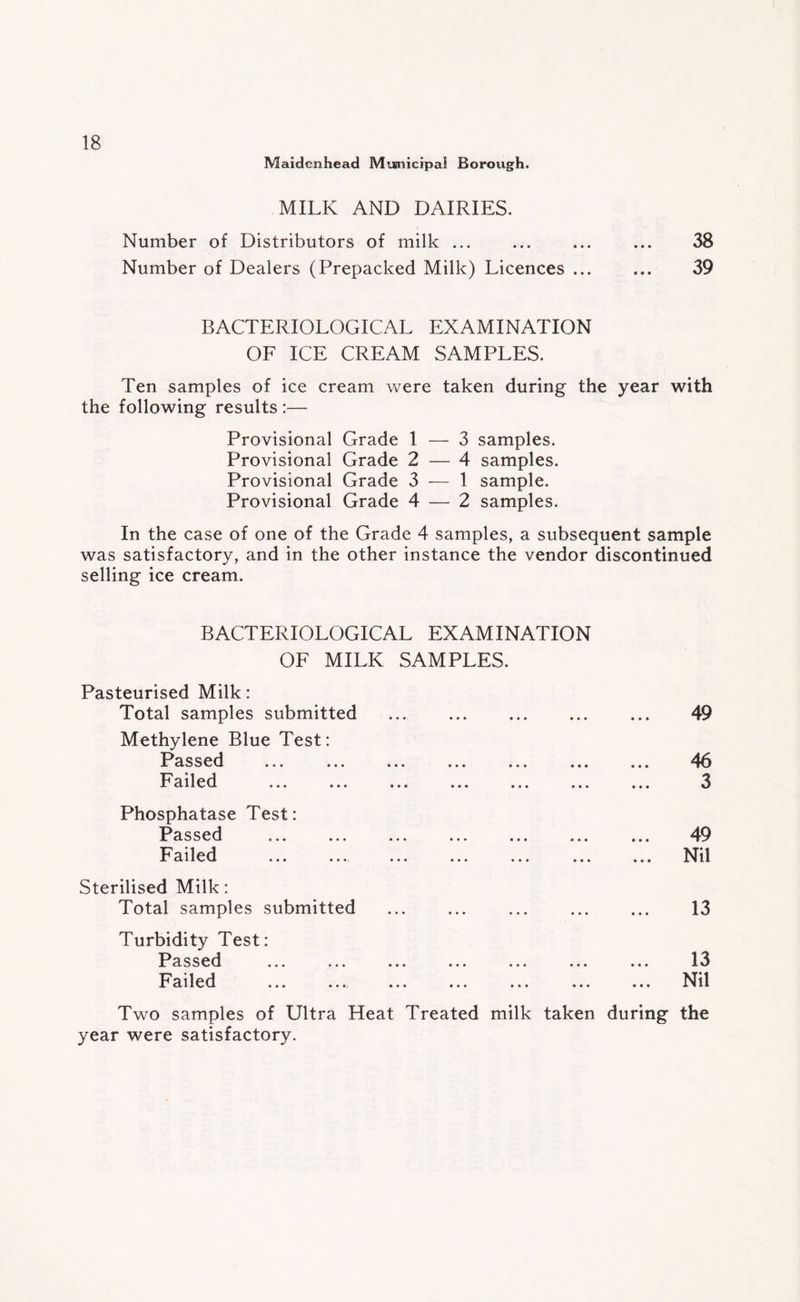 18
Maidenhead Municipal Borough.
MILK AND DAIRIES.
Number of Distributors of milk ... ... ... ... 38
Number of Dealers (Prepacked Milk) Licences ... ... 39
BACTERIOLOGICAL EXAMINATION
OF ICE CREAM SAMPLES.
Ten samples of ice cream were taken during the year with
the following results :—
Provisional Grade 1 — 3 samples.
Provisional Grade 2 — 4 samples.
Provisional Grade 3 — 1 sample.
Provisional Grade 4 — 2 samples.
In the case of one of the Grade 4 samples, a subsequent sample
was satisfactory, and in the other instance the vendor discontinued
selling ice cream.
BACTERIOLOGICAL EXAMINATION
OF MILK SAMPLES.
Pasteurised Milk :
Total samples submitted ... ... ... ... ... 49
Methylene Blue Test :
Passed ... ... ... ... ... ... ... 46
Failed ... ... ... ... ... ... ... 3
Phosphatase Test :
Passed ... ... ... ... ... ... ... 49
Failed ... ... ... ... ... ... ... Nil
Sterilised Milk :
Total samples submitted ... ... ... ... ... 13
Turbidity Test :
Passed ... ... ... ... ... ... ... 13
Failed ... ... ... ... ... ... ... Nil
Two samples of Ultra Heat Treated milk taken during the
year were satisfactory.